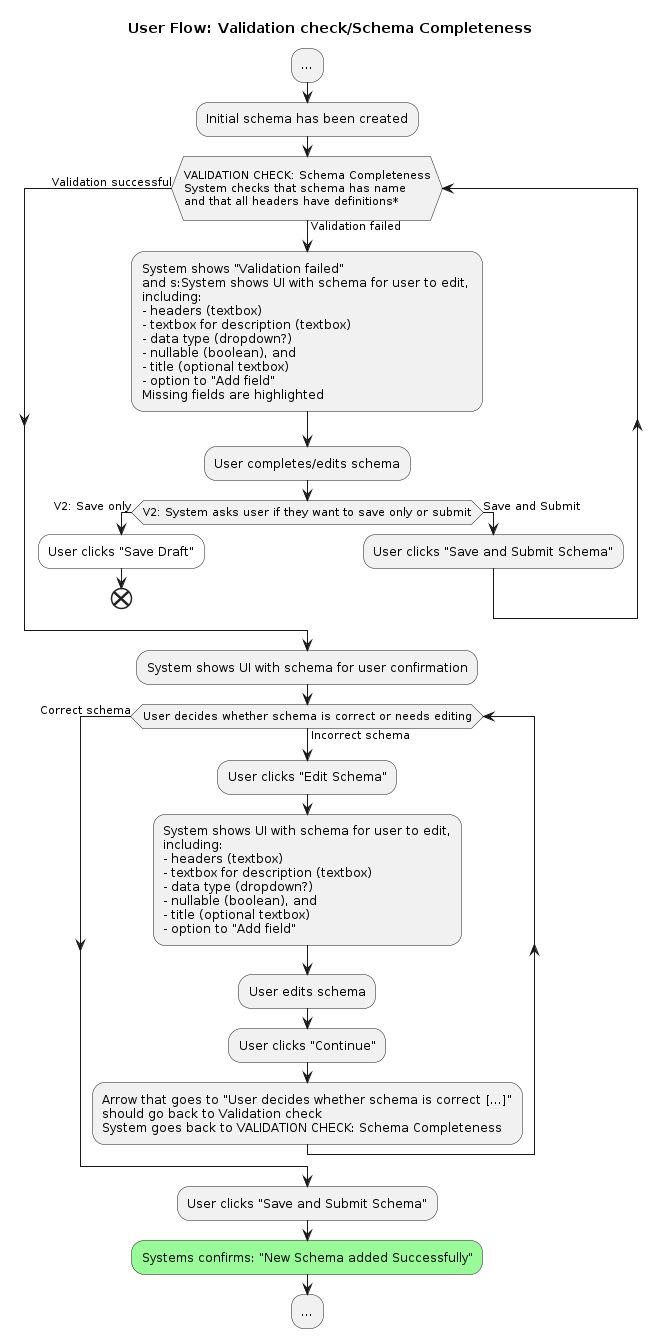 User Flow: Validation check/Schema Completeness
...
Initial schema has been created
Validation successful
VALIDATION CHECK: Schema Completeness
System checks that schema has name
and that all headers have definitions*
Validation failed
System shows "Validation failed"
and s:System shows UI with schema for user to edit,
including:
- headers (textbox)
- textbox for description (textbox)
- data type (dropdown?)
- nullable (boolean), and
- title (optional textbox)
- option to "Add field"
Missing fields are highlighted
User completes/edits schema
V2: Save only
V2: System asks user if they want to save only or submit
Save and Submit
User clicks "Save Draft"
User clicks "Save and Submit Schema"
System shows UI with schema for user confirmation
Correct schema
User decides whether schema is correct or needs editing
Incorrect schema
User clicks "Edit Schema"
System shows UI with schema for user to edit,
including:
- headers (textbox)
- textbox for description (textbox)
- data type (dropdown?)
- nullable (boolean), and
- title (optional textbox)
- option to "Add field"
User edits schema
User clicks "Continue"
Arrow that goes to "User decides whether schema is correct [...]"
should go back to Validation check
System goes back to VALIDATION CHECK: Schema Completeness
User clicks "Save and Submit Schema"
Systems confirms: "New Schema added Successfully"
...